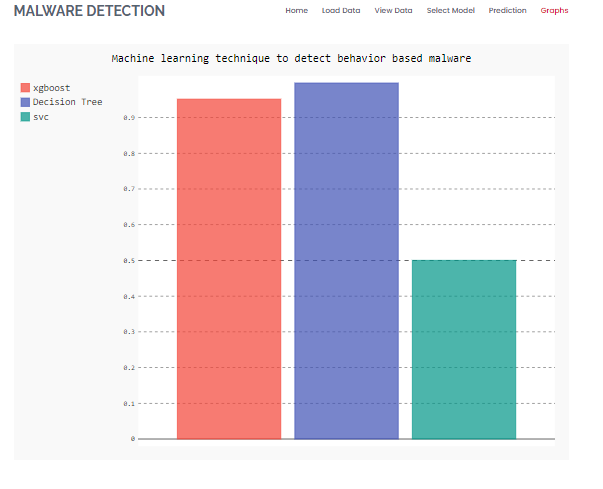 MALWARE DETECTION
Home Load Data View Data Select Model Prediction Graphs
Machine learning technique to detect behavior based malware
xgboost
Decision Tree
svc
0.9
0.8
0.7
0.6
0.5
0.4
0.3
0.2
0.1
0